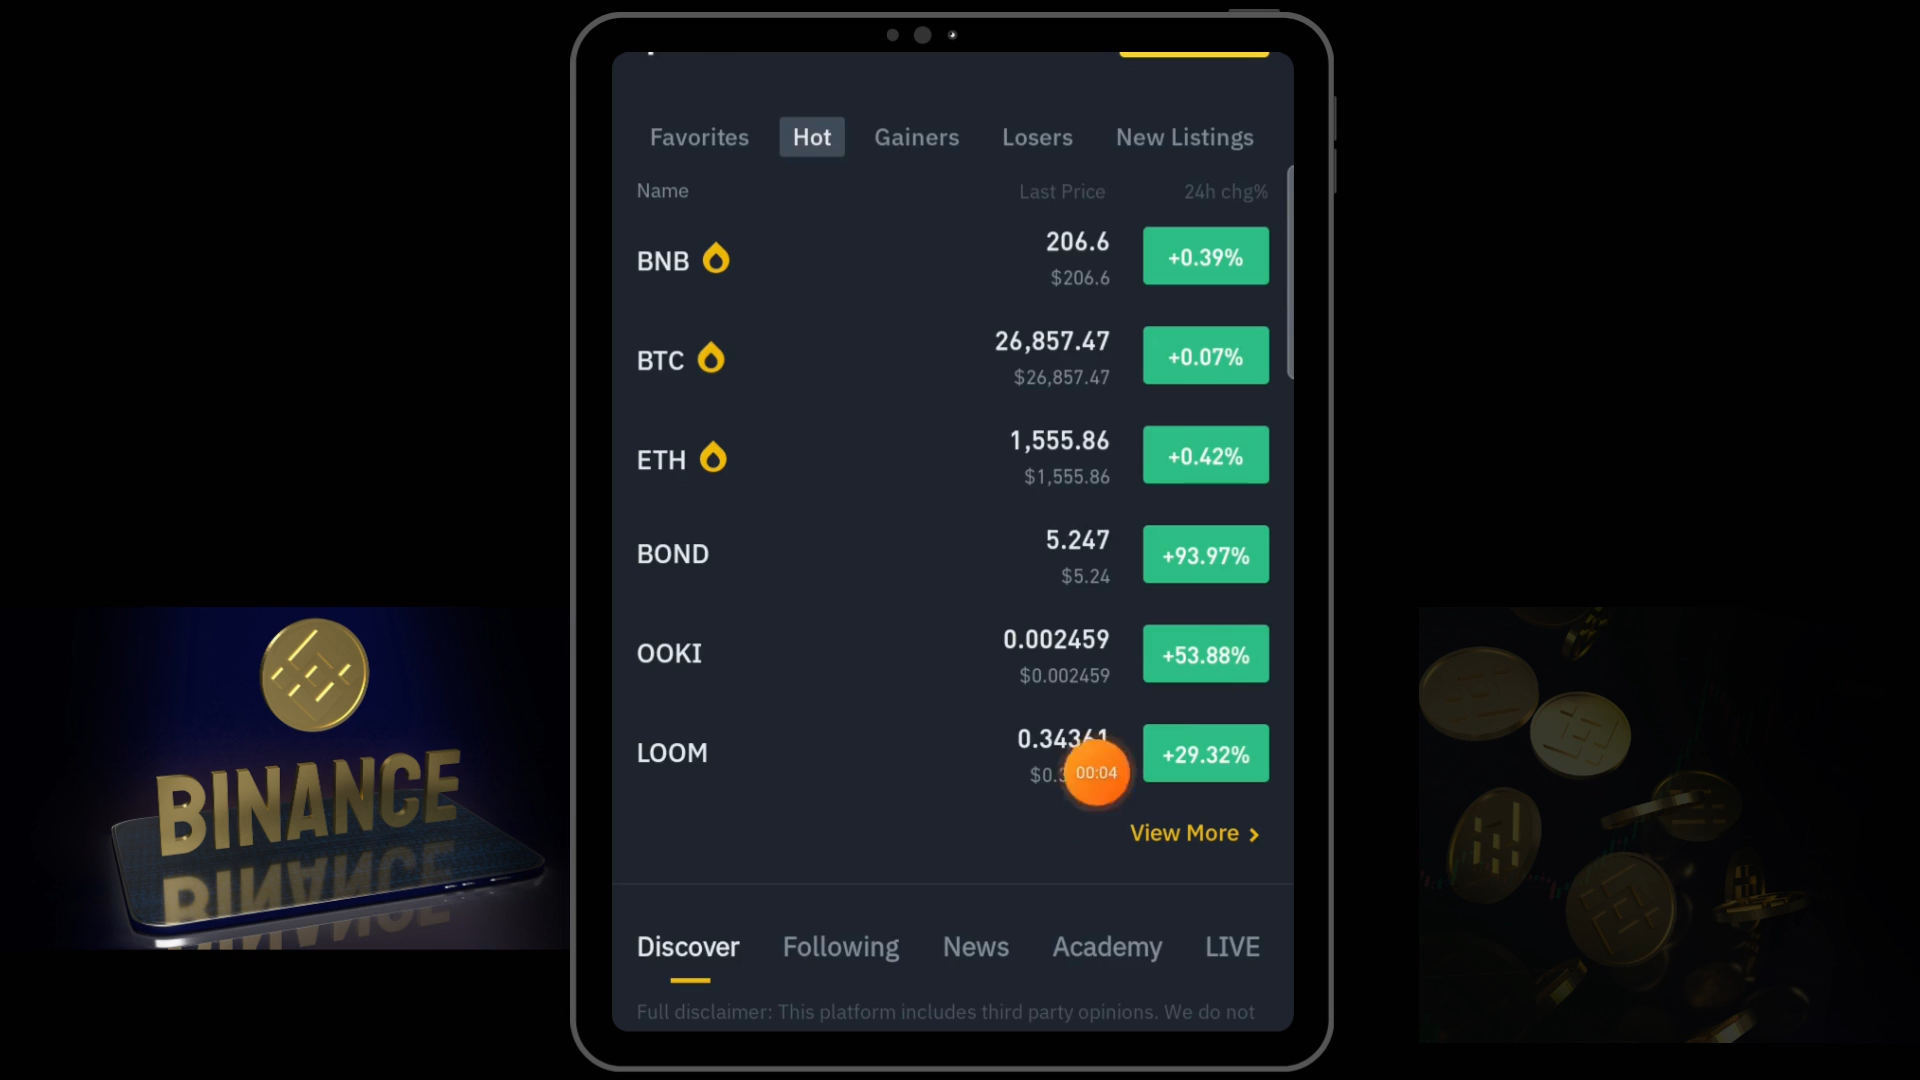 Favorites Hot Gainers Losers New Listings
Name Last Price 24h chg%
BNB 206.6 +0.39%
$206.6
BTC 26,857.47 +0.07%
$26,857.47
ETH 1,555.86 +0.42%
$1,555.86
BOND 5.247 +93.97%
$5.24
OOKI 0.002459 +53.88%
$0.002459
LOOM 0.34361 +29.32%
00:04
View More
Discover Following News Academy LIVE
Full disclaimer: This platform includes third party opinions. We do not
BINANCE